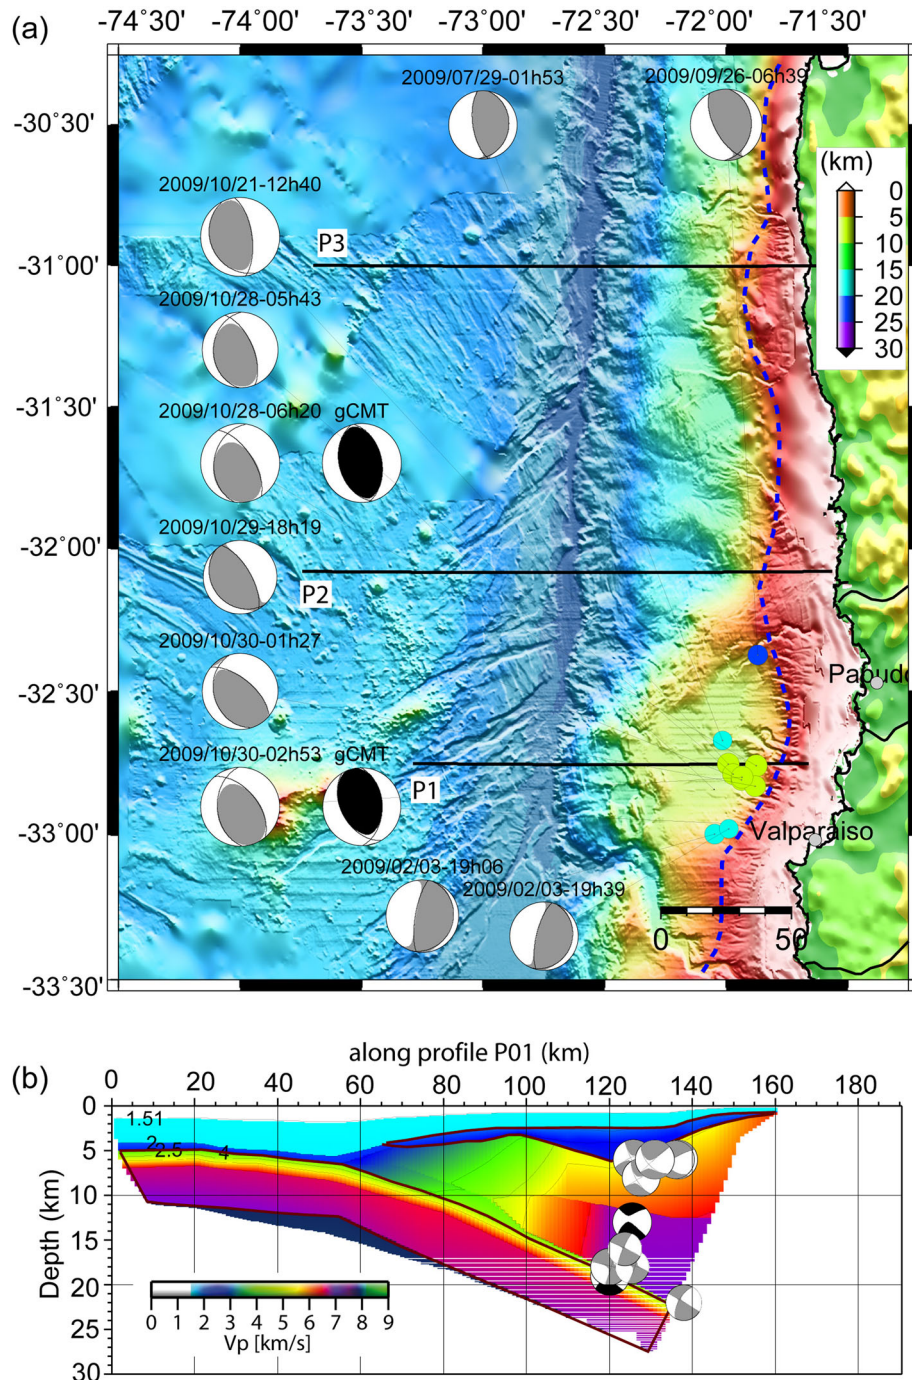 (a)
-74°30' -74°00' -73°30' -73°00' -72°30' -72°00' -71°30'
2009/07/29-01h53 2009/09/26-06h39
-30°30'
(km)
2009/10/21-12h40
0
5
P3
10
-31°00'
15
2009/10/28-05h43
20
25
30
-31°30'
2009/10/28-06h20 gCMT
2009/10/29-18h19
-32°00'
P2
2009/10/30-01h27
-32°30'
Papudo
2009/10/30-02h53 gCMT
P1
-33°00'
Valparaiso
2009/02/03-19h06
2009/02/03-19h39
0 50
-33°30'
(b)
along profile P01 (km)
0 20 40 60 80 100 120 140 160 180
0
1.51
2
2.5
4
5
10
15
20
25
30
Depth (km)
0 1 2 3 4 5 6 7 8 9
Vp [km/s]